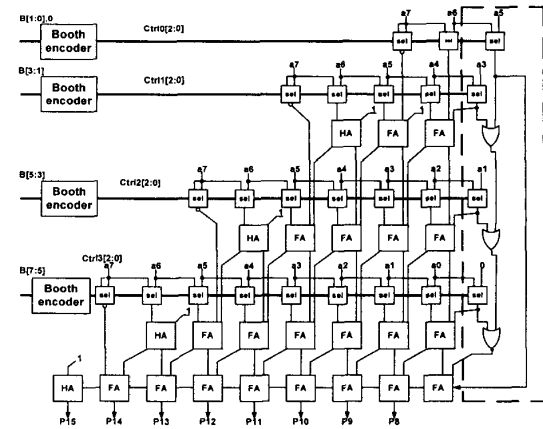 a7 a6 a5
B[1:0],0 Booth encoder Ctrl0[2:0] sel sel sel
B[3:1] Booth encoder Ctrl1[2:0] a7 a6 a5 a4 a3
sel sel sel sel sel
1 1
HA FA FA
B[5:3] Booth encoder Ctrl2[2:0] a7 a6 a5 a4 a3 a2 a1
sel sel sel sel sel sel sel
1
HA FA FA FA FA
B[7:5] Booth encoder Ctrl3[2:0] a7 a6 a5 a4 a3 a2 a1 a0 0
sel sel sel sel sel sel sel sel sel
1
HA FA FA FA FA FA FA
1
HA FA FA FA FA FA FA FA FA
P15 P14 P13 P12 P11 P10 P9 P8